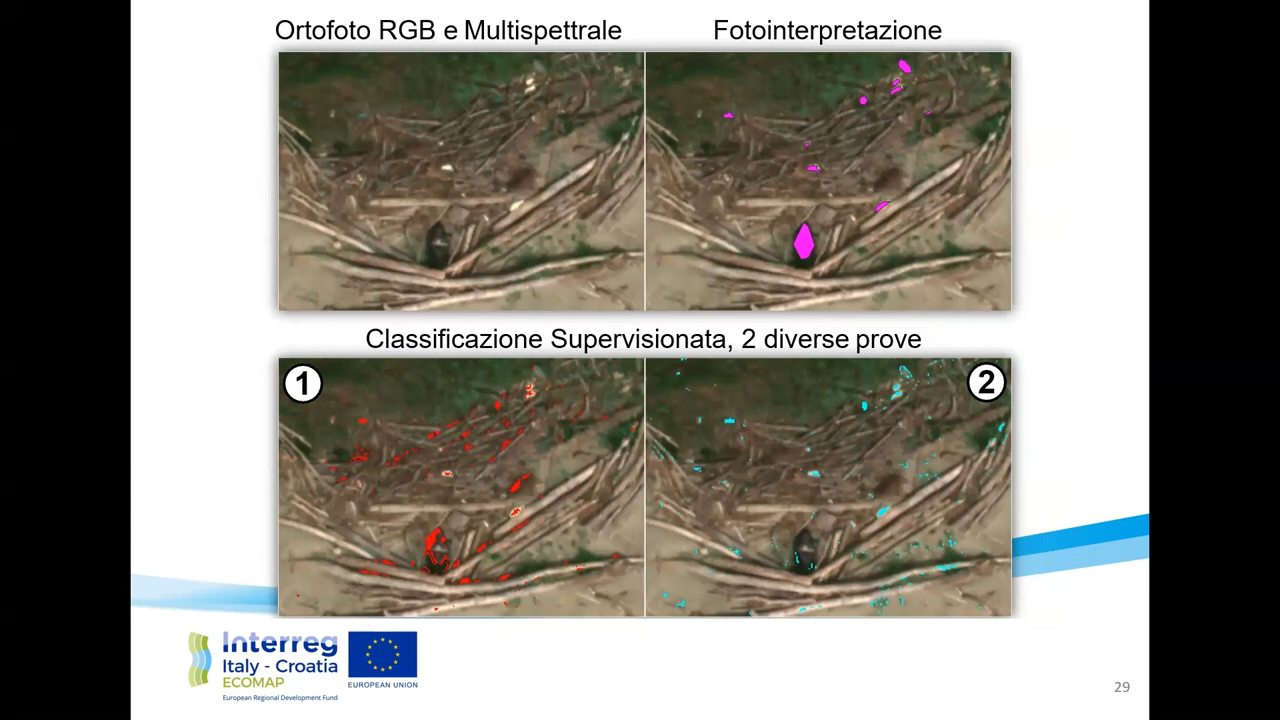 Ortofoto RGB e Multispettrale
Fotointerpretazione
Classificazione Supervisionata, 2 diverse prove
1
2
Interreg
Italy - Croatia
ECOMAP
European Regional Development Fund
EUROPEAN UNION
29